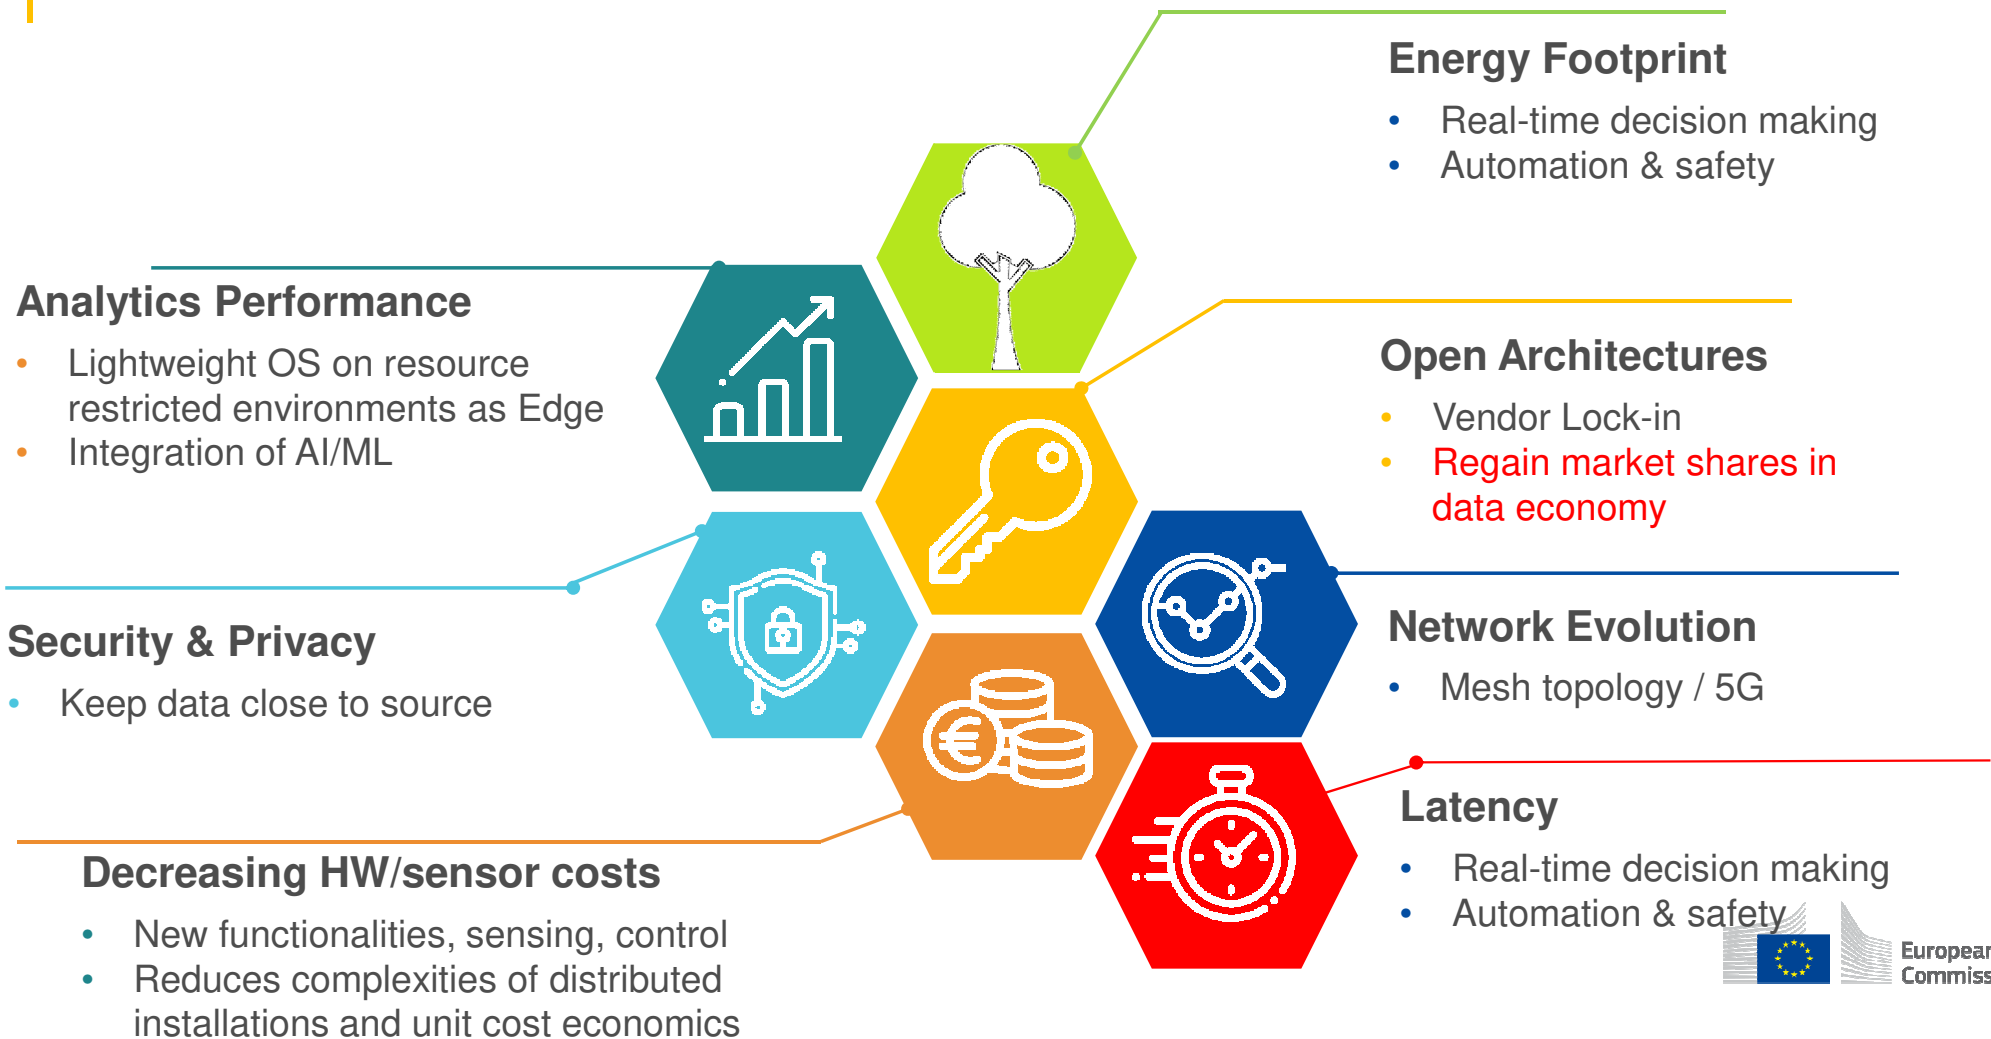 Energy Footprint
• Real-time decision making
• Automation & safety
Analytics Performance
• Lightweight OS on resource
restricted environments as Edge
• Integration of AI/ML
Open Architectures
• Vendor Lock-in
• Regain market shares in
data economy
Security & Privacy
• Keep data close to source
Network Evolution
• Mesh topology / 5G
€
Decreasing HW/sensor costs
• New functionalities, sensing, control
• Reduces complexities of distributed
installations and unit cost economics
Latency
• Real-time decision making
• Automation & safety
European
Commiss